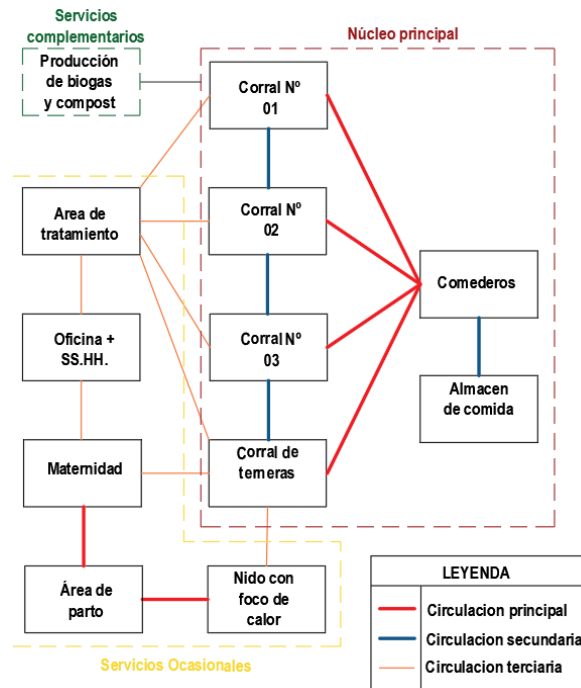 Servicios
complementarios
Producción
de biogas
y compost
Núcleo principal
Corral Nº
01
Area de
tratamiento
Corral Nº
02
Comederos
Oficina +
SS.HH.
Corral Nº
03
Almacen
de comida
Maternidad
Corral de
terneras
Área de
parto
Nido con
foco de
calor
Servicios Ocasionales
LEYENDA
Circulacion principal
Circulacion secundaria
Circulacion terciaria